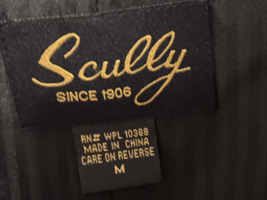 Scully
SINCE 1906
RN# WPL 10388
MADE IN CHINA
CARE ON REVERSE
M